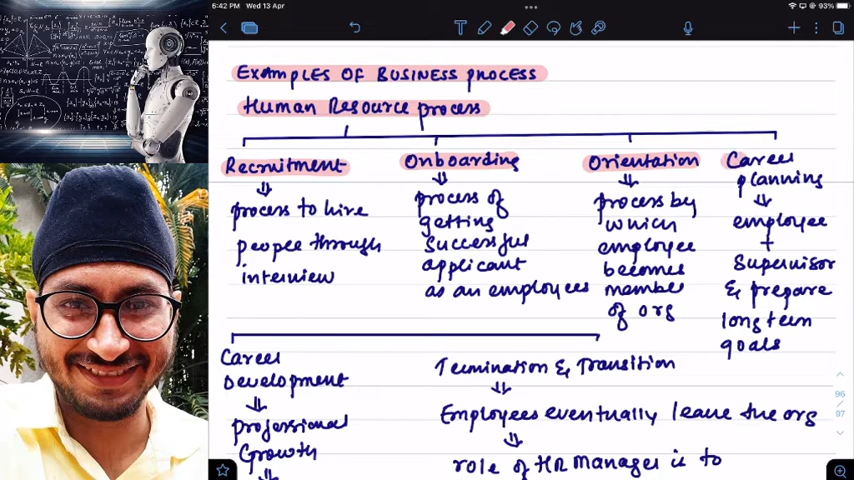 5:42 PM Wed 13 Apr
93%
EXAMPLES OF BUSINESS PROCESS
Human Resource process
Recruitment
process to hire
people through
interview
Onboarding
process of
getting
successful
applicant
as an employees
Orientation
process by
which
employee
becomes
member
of org
Career
planning
employee
+
Supervisor
& prepare
long term
goals
Career
Development
professional
Growth
Termination & Transition
Employees eventually leave the org
role of HR Manager is to
96
97